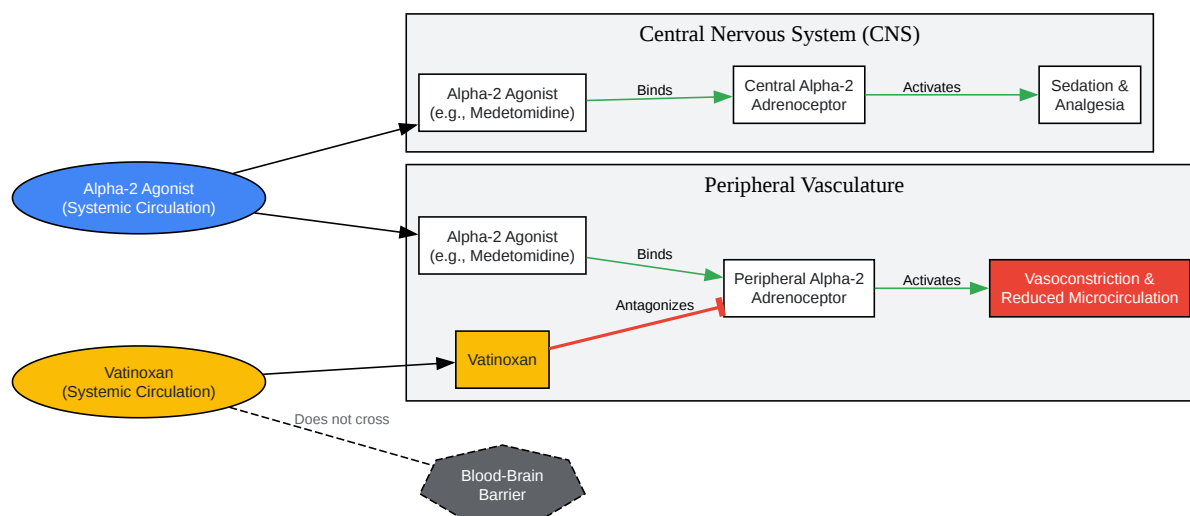 Central Nervous System (CNS)
Alpha-2 Agonist
(e.g., Medetomidine)
Binds
Central Alpha-2
Adrenoceptor
Activates
Sedation &
Analgesia
Alpha-2 Agonist
(Systemic Circulation)
Peripheral Vasculature
Alpha-2 Agonist
(e.g., Medetomidine)
Binds
Antagonizes
Peripheral Alpha-2
Adrenoceptor
Activates
Vasoconstriction &
Reduced Microcirculation
Vatinoxan
Vatinoxan
(Systemic Circulation)
Does not cross
Blood-Brain
Barrier